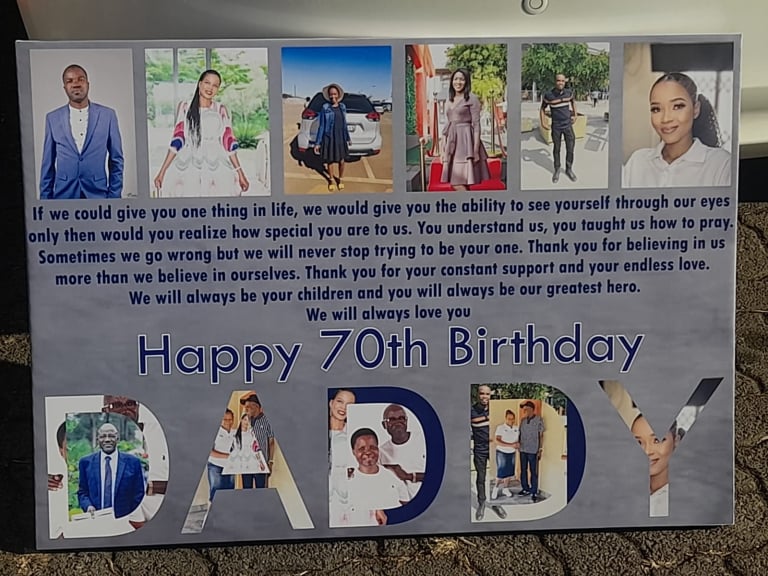 If we could give you one thing in life, we would give you the ability to see yourself through our eyes
only then would you realize how special you are to us. You understand us, you taught us how to pray.
Sometimes we go wrong but we will never stop trying to be your one. Thank you for believing in us
more than we believe in ourselves. Thank you for your constant support and your endless love.
We will always be your children and you will always be our greatest hero.
We will always love you
Happy 70th Birthday
DADDY